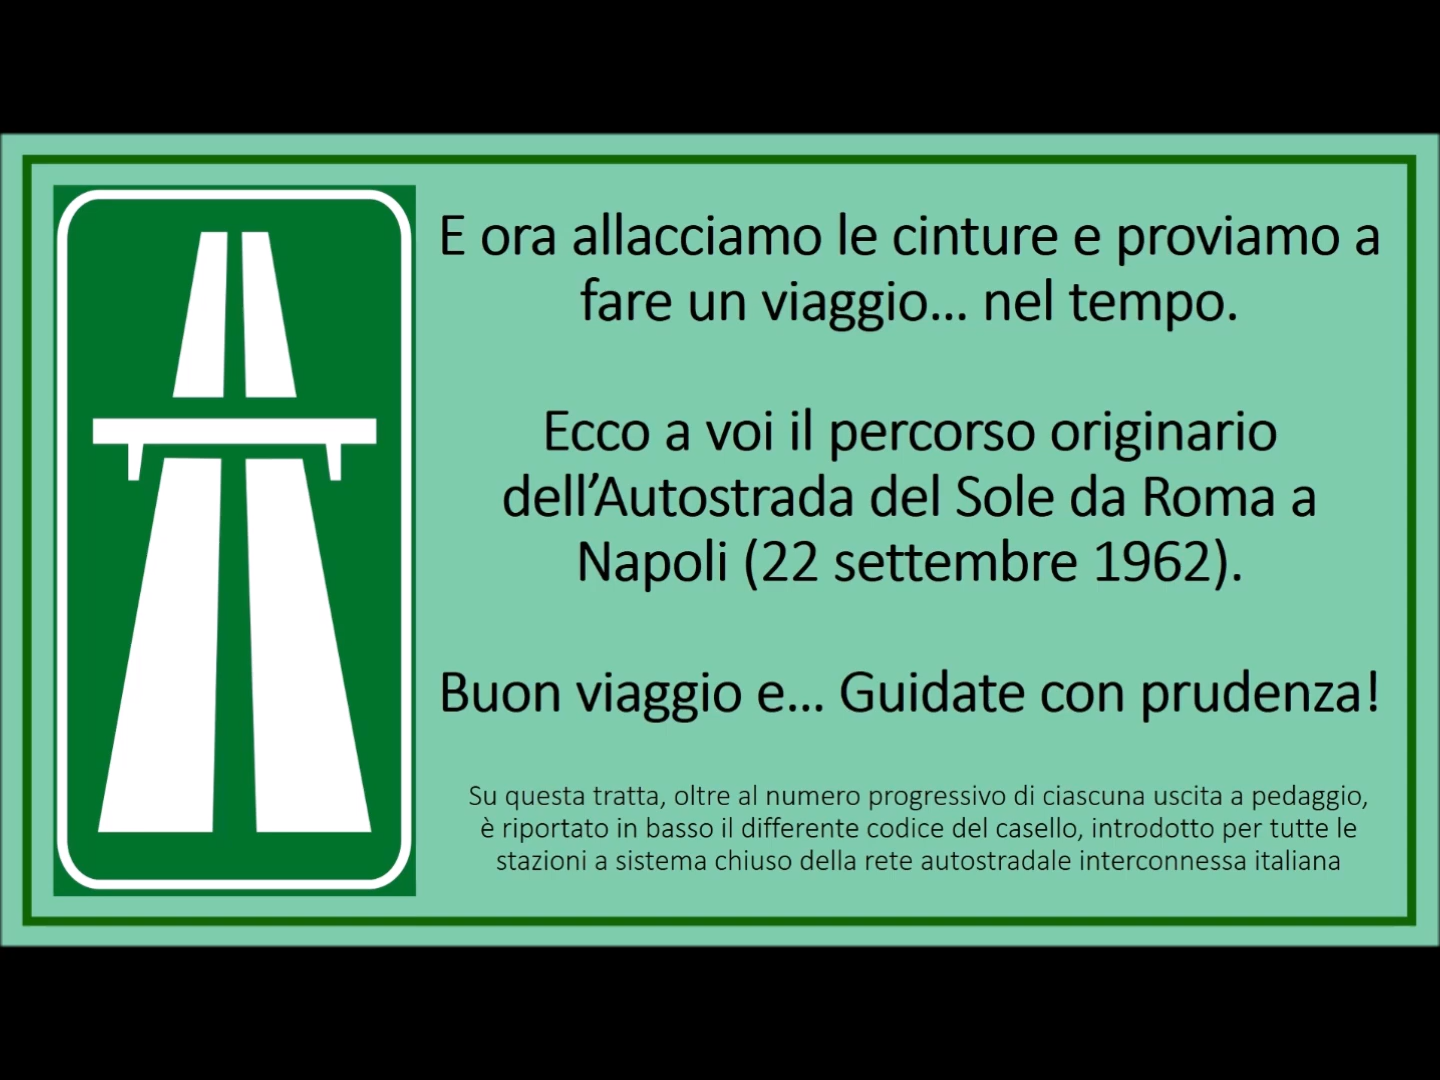 E ora allacciamo le cinture e proviamo a
fare un viaggio... nel tempo.
Ecco a voi il percorso originario
dell’Autostrada del Sole da Roma a
Napoli (22 settembre 1962).
Buon viaggio e... Guidate con prudenza!
Su questa tratta, oltre al numero progressivo di ciascuna uscita a pedaggio,
è riportato in basso il differente codice del casello, introdotto per tutte le
stazioni a sistema chiuso della rete autostradale interconnessa italiana